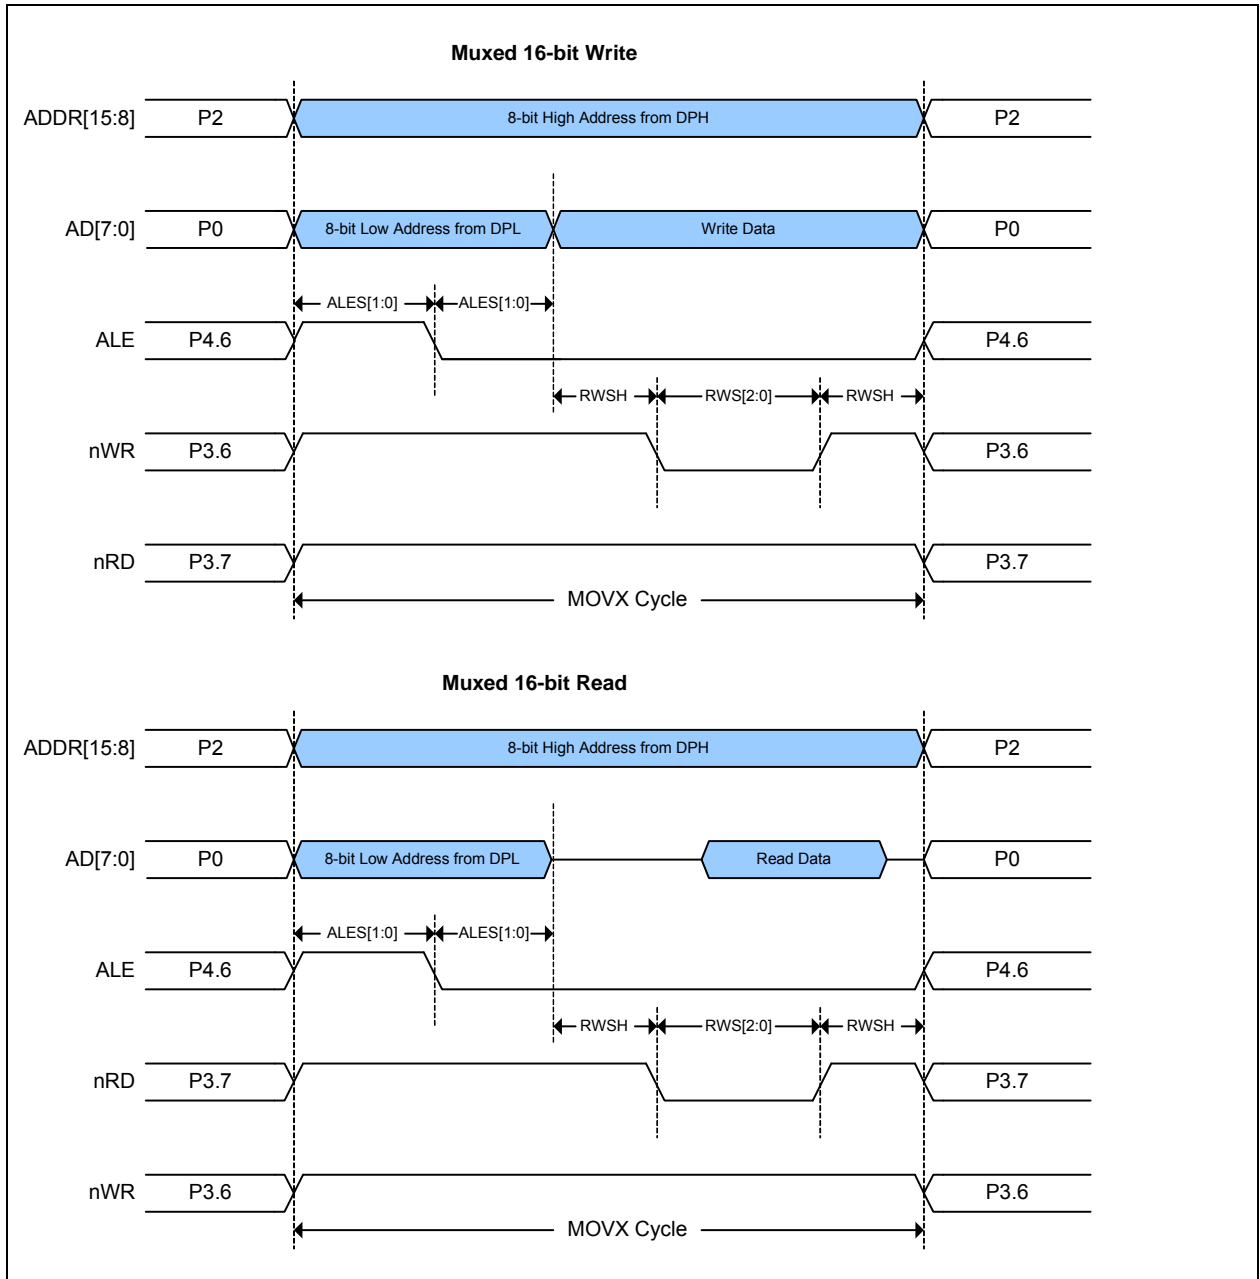 Muxed 16-bit Write
ADDR[15:8] P2 8-bit High Address from DPH P2
AD[7:0] P0 8-bit Low Address from DPL Write Data P0
ALES[1:0] ALES[1:0]
ALE P4.6 P4.6
RWSH RWS[2:0] RWSH
nWR P3.6 P3.6
nRD P3.7 P3.7
MOVX Cycle
Muxed 16-bit Read
ADDR[15:8] P2 8-bit High Address from DPH P2
AD[7:0] P0 8-bit Low Address from DPL Read Data P0
ALES[1:0] ALES[1:0]
ALE P4.6 P4.6
RWSH RWS[2:0] RWSH
nRD P3.7 P3.7
nWR P3.6 P3.6
MOVX Cycle